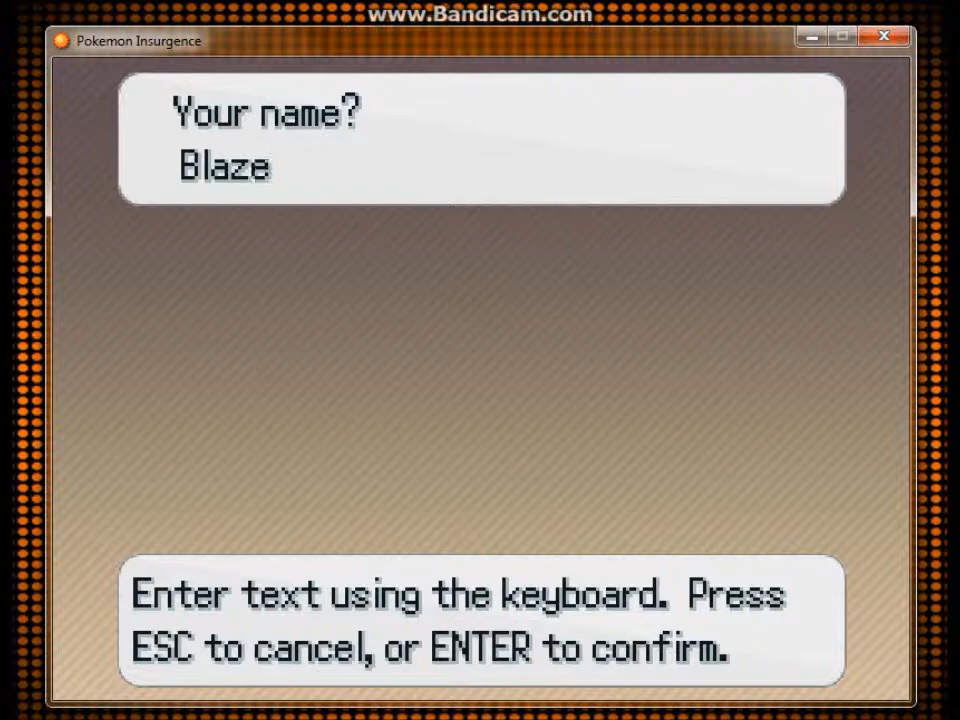 www.Bandicam.com
Pokemon Insurgence
Your name?
Blaze
Enter text using the keyboard. Press
ESC to cancel, or ENTER to confirm.